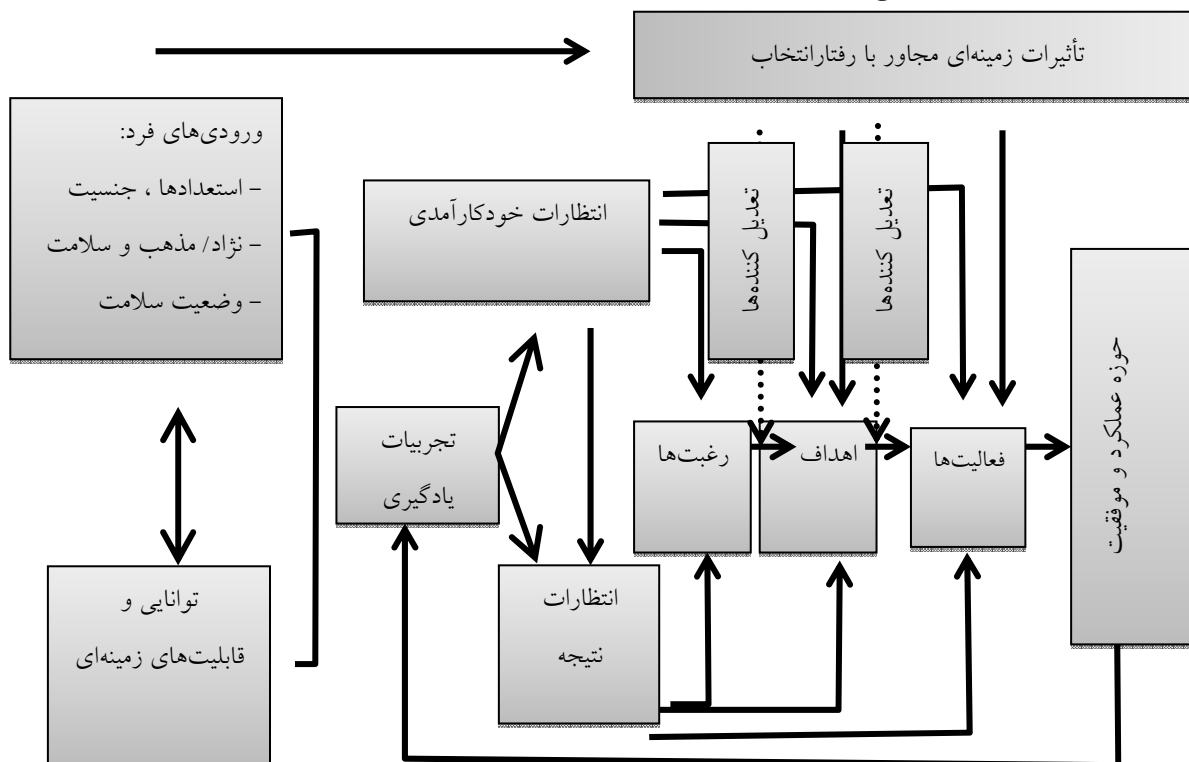 تأثیرات زمینه‌ای مجاور با رفتارانتخاب
ورودی‌های فرد:
- استعدادها ، جنسیت
- نژاد/ مذهب و سلامت
- وضعیت سلامت
انتظارات خودکارآمدی
تعدیل کننده‌ها
تعدیل کننده‌ها
حوزه عملکرد و موفقیت
تجربیات
یادگیری
رغبت‌ها
اهداف
فعالیت‌ها
توانایی و
قابلیت‌های زمینه‌ای
انتظارات
نتیجه